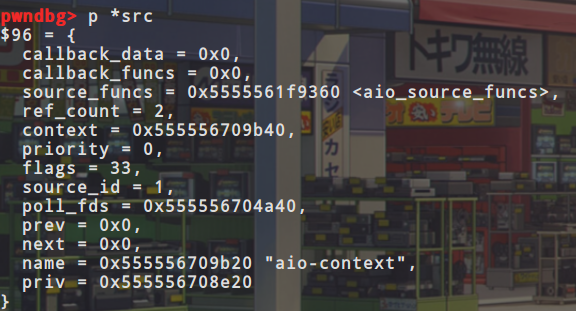 pwndbg> p *src
$96 = {
  callback_data = 0x0,
  callback_funcs = 0x0,
  source_funcs = 0x5555561f9360 <aio_source_funcs>,
  ref_count = 2,
  context = 0x555556709b40,
  priority = 0,
  flags = 33,
  source_id = 1,
  poll_fds = 0x555556704a40,
  prev = 0x0,
  next = 0x0,
  name = 0x555556709b20 "aio-context",
  priv = 0x555556708e20
}
トキワ無線
ラジカセ